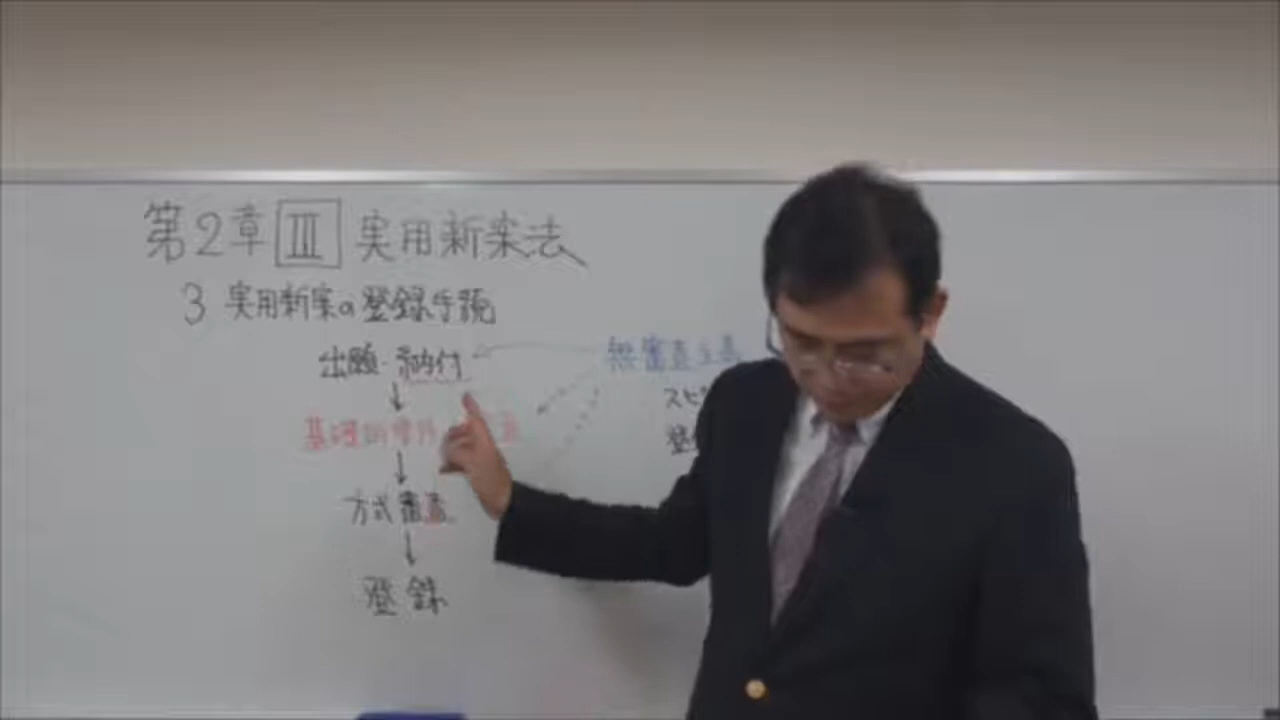 第2章 Ⅲ 実用新案法
3 実用新案の登録手続
出願・納付
無審査主義
スピ
基礎的要件
方式審査
登録